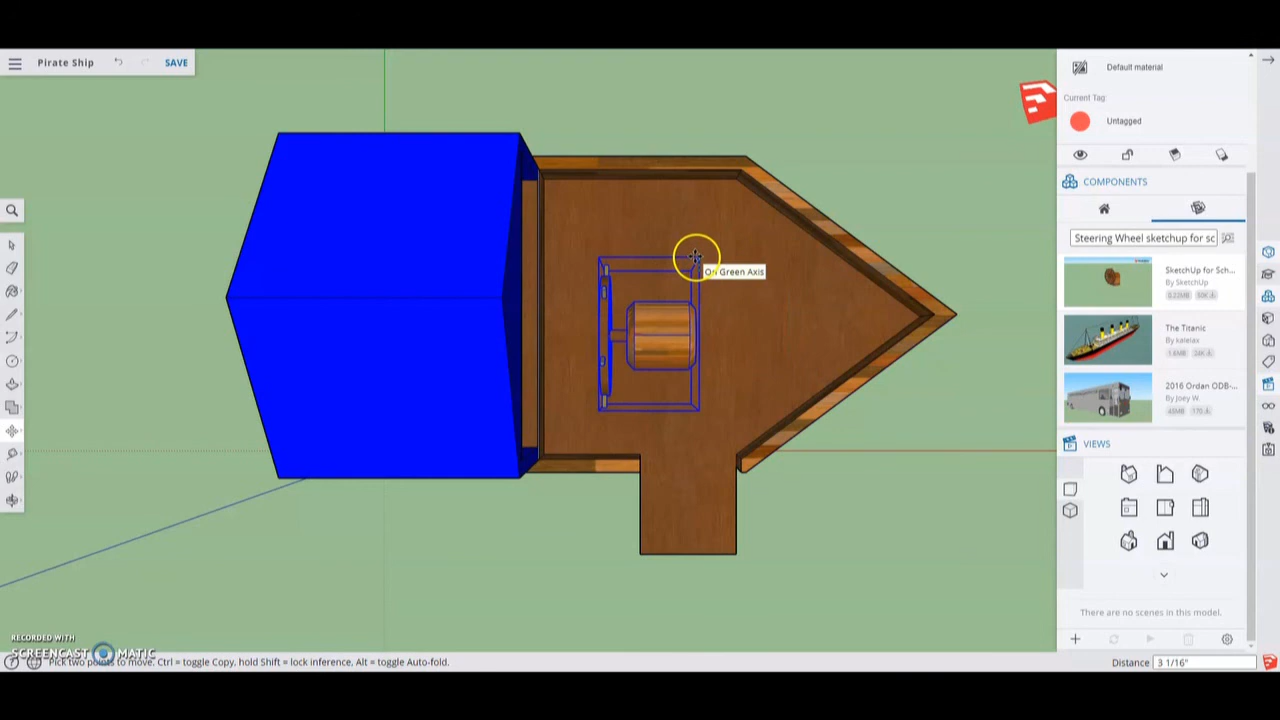 Pirate Ship
SAVE
Default material
Current Tag
Untagged
COMPONENTS
Steering Wheel sketchup for sc
SketchUp for Sch...
By SketchUp
The Titanic
By kalelax
2016 Ordan ODB-...
By Joey W.
VIEWS
On Green Axis
There are no scenes in this model.
RECORDED WITH
SCREENCAST MATIC
Pick two points to move. Ctrl = toggle Copy, hold Shift = lock inference, Alt = toggle Auto-fold.
Distance 3 1/16"